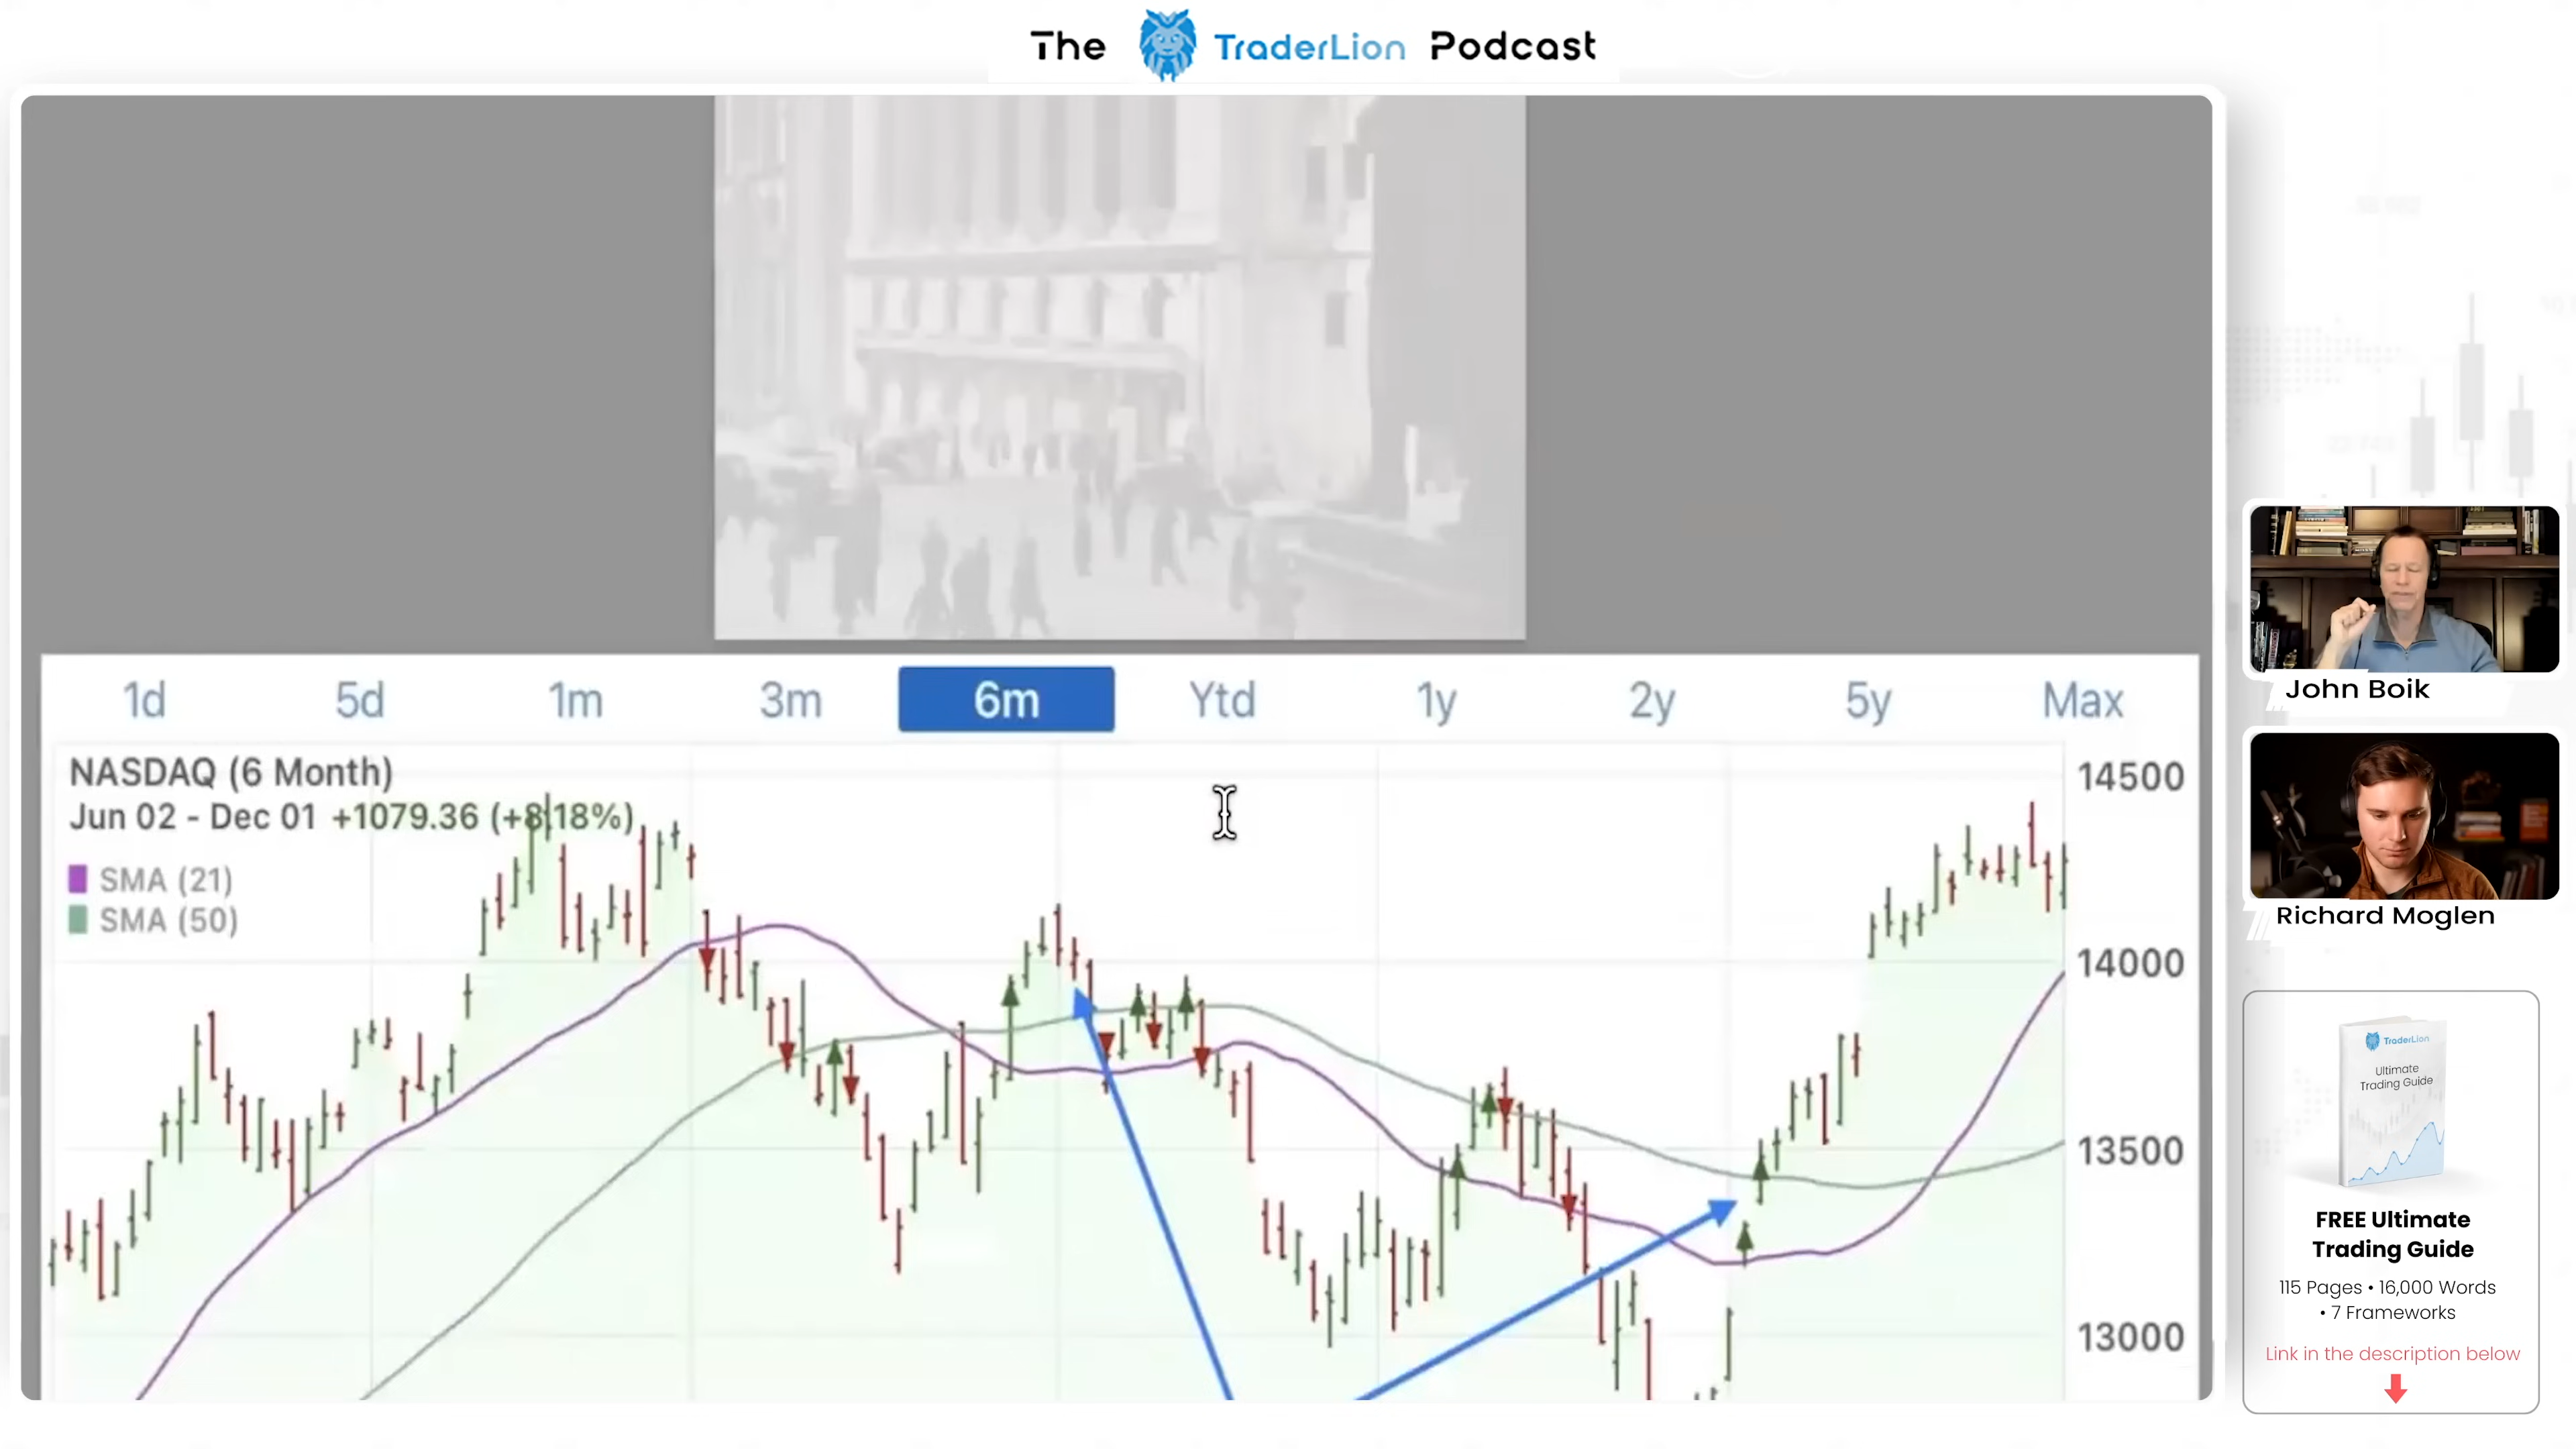 The TraderLion Podcast
1d 5d 1m 3m 6m Ytd 1y 2y 5y Max
NASDAQ (6 Month)
Jun 02 - Dec 01 +1079.36 (+8.18%)
SMA (21)
SMA (50)
14500
14000
13500
13000
John Boik
Richard Moglen
TraderLion
Ultimate
Trading Guide
FREE Ultimate
Trading Guide
115 Pages • 16,000 Words
• 7 Frameworks
Link in the description below